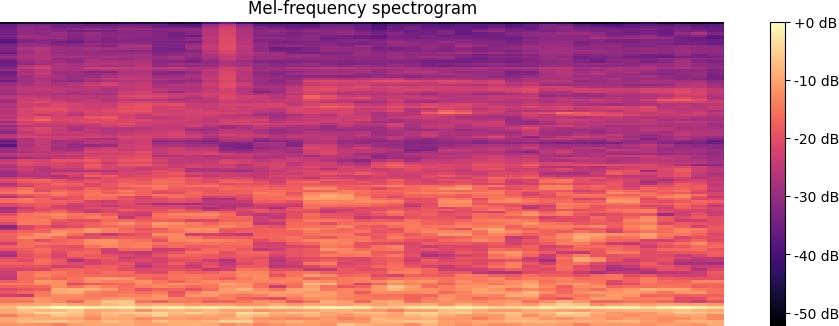 Mel-frequency spectrogram
+0 dB
-10 dB
-20 dB
-30 dB
-40 dB
-50 dB